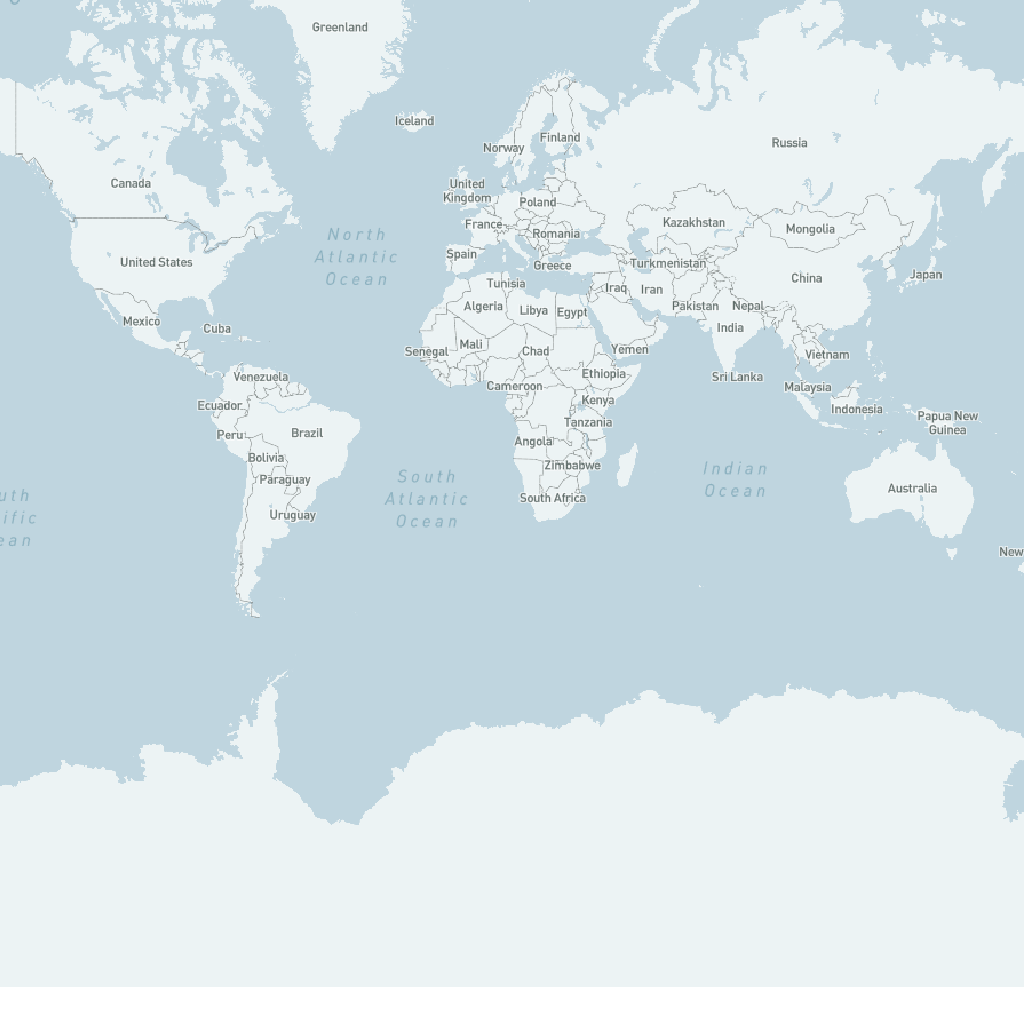 Greenland
Iceland
Norway
Finland
Russia
Canada
United
Kingdom
Poland
France
Romania
Kazakhstan
Mongolia
North
Atlantic
Ocean
Spain
Greece
Turkmenistan
United States
China
Japan
Tunisia
Iraq
Iran
Algeria
Libya
Egypt
Pakistan
Nepal
India
Mexico
Cuba
Senegal
Mali
Chad
Yemen
Vietnam
Venezuela
Cameroon
Ethiopia
Sri Lanka
Malaysia
Ecuador
Kenya
Indonesia
Papua New
Guinea
Peru
Brazil
Tanzania
Angola
Bolivia
Zimbabwe
Paraguay
South
Atlantic
Ocean
Indian
Ocean
Australia
South Africa
Uruguay
uth
ific
ean
New